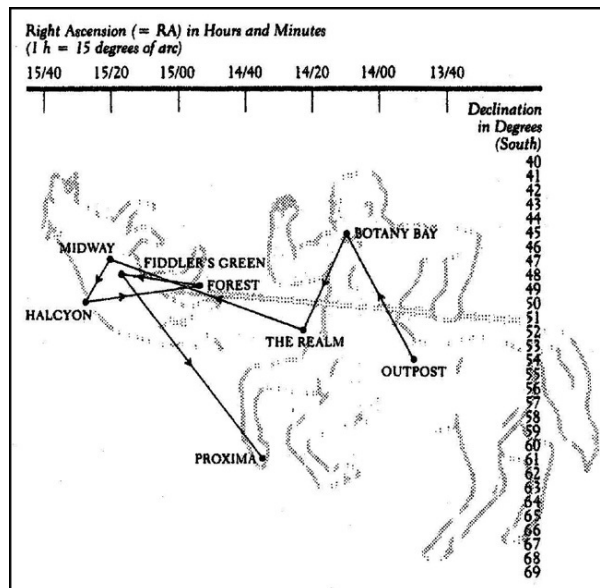 Right Ascension (= RA) in Hours and Minutes
(1 h = 15 degrees of arc)
15/40 15/20 15/00 14/40 14/20 14/00 13/40
Declination
in Degrees
(South)
40
41
42
43
44
45
46
47
48
49
50
51
52
53
54
55
56
57
58
59
60
61
62
63
64
65
66
67
68
69
BOTANY BAY
MIDWAY
FIDDLER'S GREEN
FOREST
HALCYON
THE REALM
OUTPOST
PROXIMA